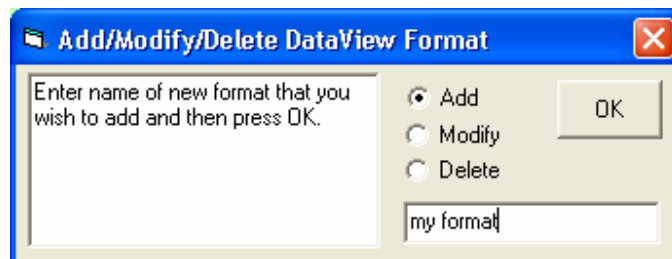 Add/Modify/Delete DataView Format
Enter name of new format that you
wish to add and then press OK.
Add
OK
Modify
Delete
my format